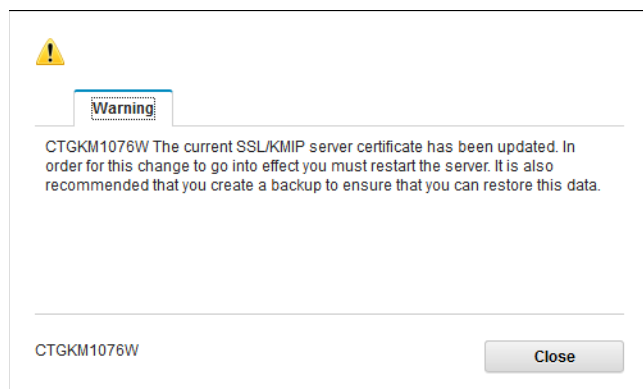 Warning
CTGKM1076W The current SSL/KMIP server certificate has been updated. In
order for this change to go into effect you must restart the server. It is also
recommended that you create a backup to ensure that you can restore this data.
CTGKM1076W
Close